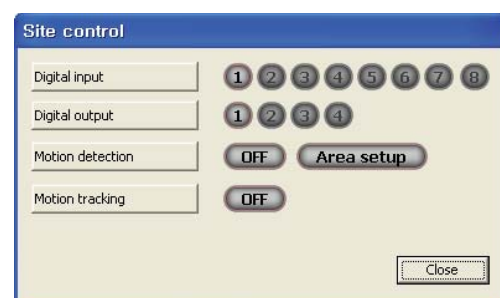 Site control
Digital input 1 2 3 4 5 6 7 8
Digital output 1 2 3 4
Motion detection OFF Area setup
Motion tracking OFF
Close